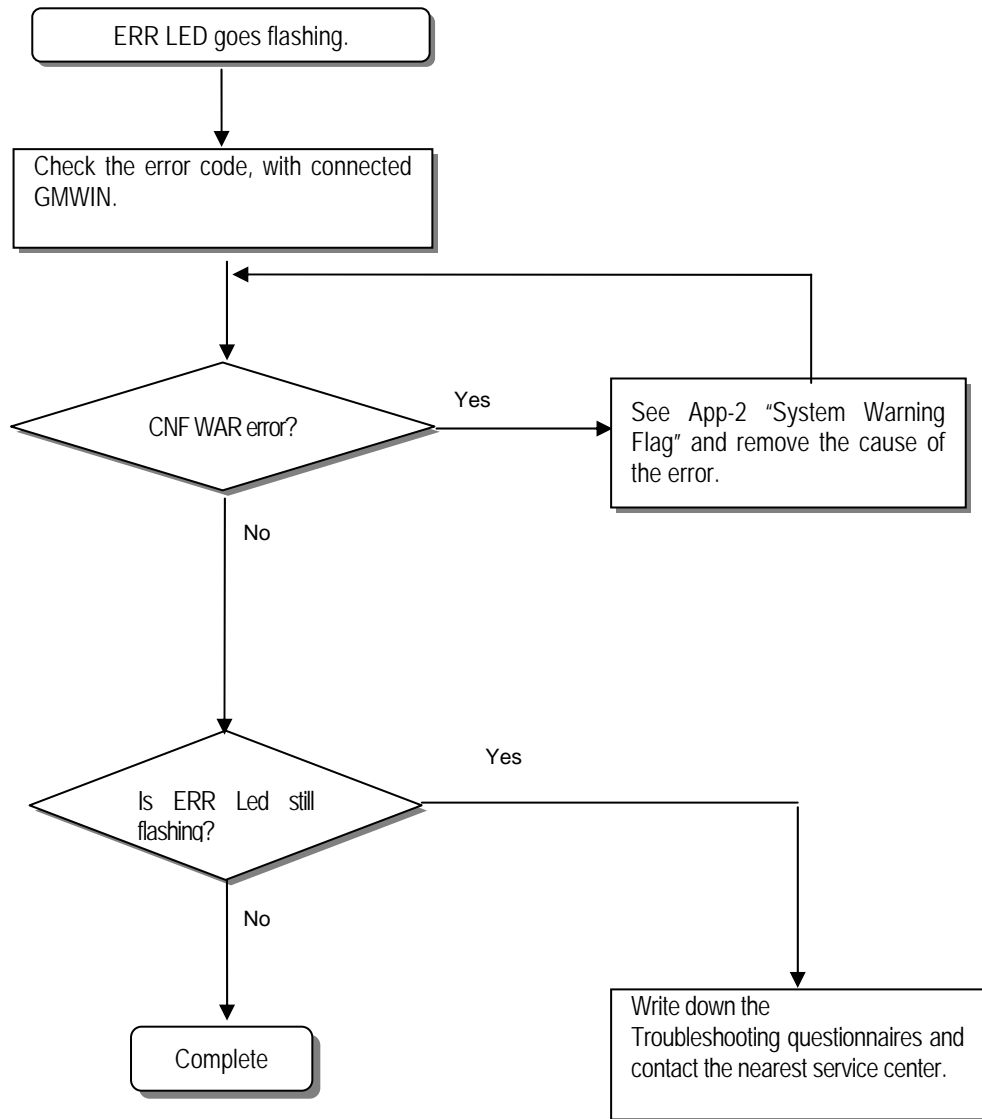 ERR LED goes flashing.
Check the error code, with connected
GMWIN.
CNF WAR error?
Yes
See App-2 “System Warning
Flag” and remove the cause of
the error.
No
Is ERR Led still
flashing?
Yes
No
Complete
Write down the
Troubleshooting questionnaires and
contact the nearest service center.